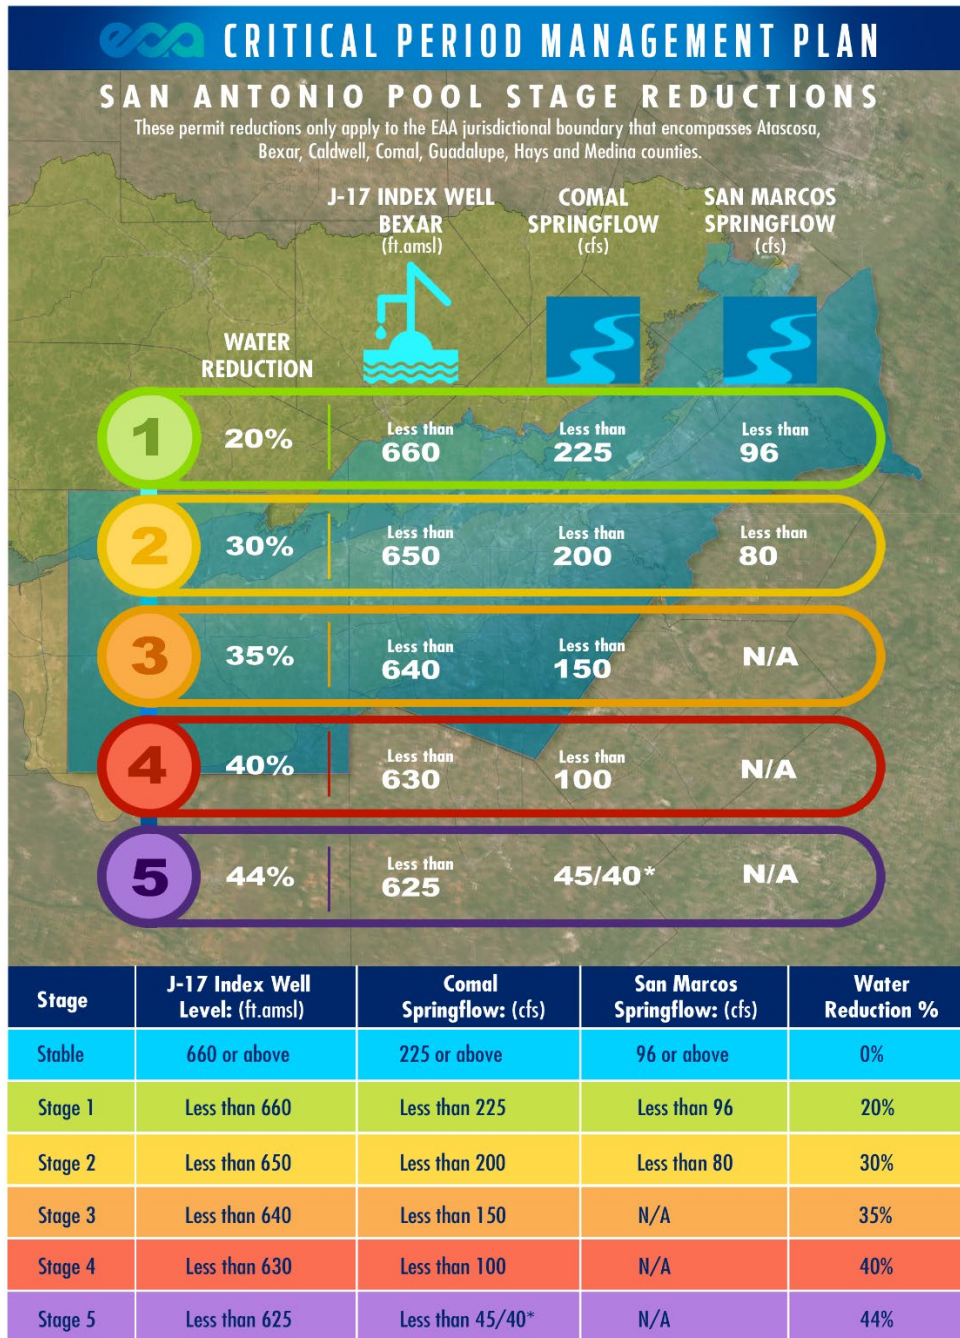 eaa CRITICAL PERIOD MANAGEMENT PLAN
SAN ANTONIO POOL STAGE REDUCTIONS
These permit reductions only apply to the EAA jurisdictional boundary that encompasses Atascosa,
Bexar, Caldwell, Comal, Guadalupe, Hays and Medina counties.
WATER
REDUCTION
J-17 INDEX WELL
BEXAR
(ft.amsl)
COMAL
SPRINGFLOW
(cfs)
SAN MARCOS
SPRINGFLOW
(cfs)
1 20% Less than 660 Less than 225 Less than 96
2 30% Less than 650 Less than 200 Less than 80
3 35% Less than 640 Less than 150 N/A
4 40% Less than 630 Less than 100 N/A
5 44% Less than 625 45/40* N/A
Stage J-17 Index Well Level: (ft.amsl) Comal Springflow: (cfs) San Marcos Springflow: (cfs) Water Reduction %
Stable 660 or above 225 or above 96 or above 0%
Stage 1 Less than 660 Less than 225 Less than 96 20%
Stage 2 Less than 650 Less than 200 Less than 80 30%
Stage 3 Less than 640 Less than 150 N/A 35%
Stage 4 Less than 630 Less than 100 N/A 40%
Stage 5 Less than 625 Less than 45/40* N/A 44%